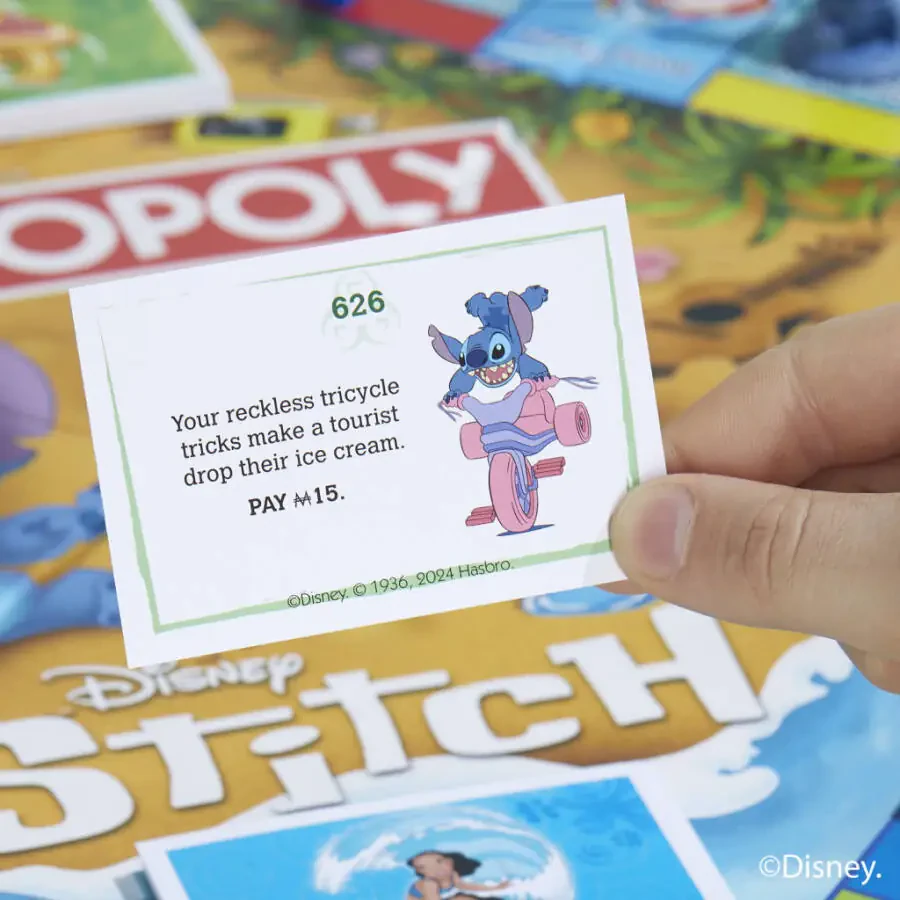 OPOLY
626
Your reckless tricycle
tricks make a tourist
drop their ice cream.
PAY ₩15.
©Disney. © 1936, 2024 Hasbro.
Disney
Stitch
©Disney.